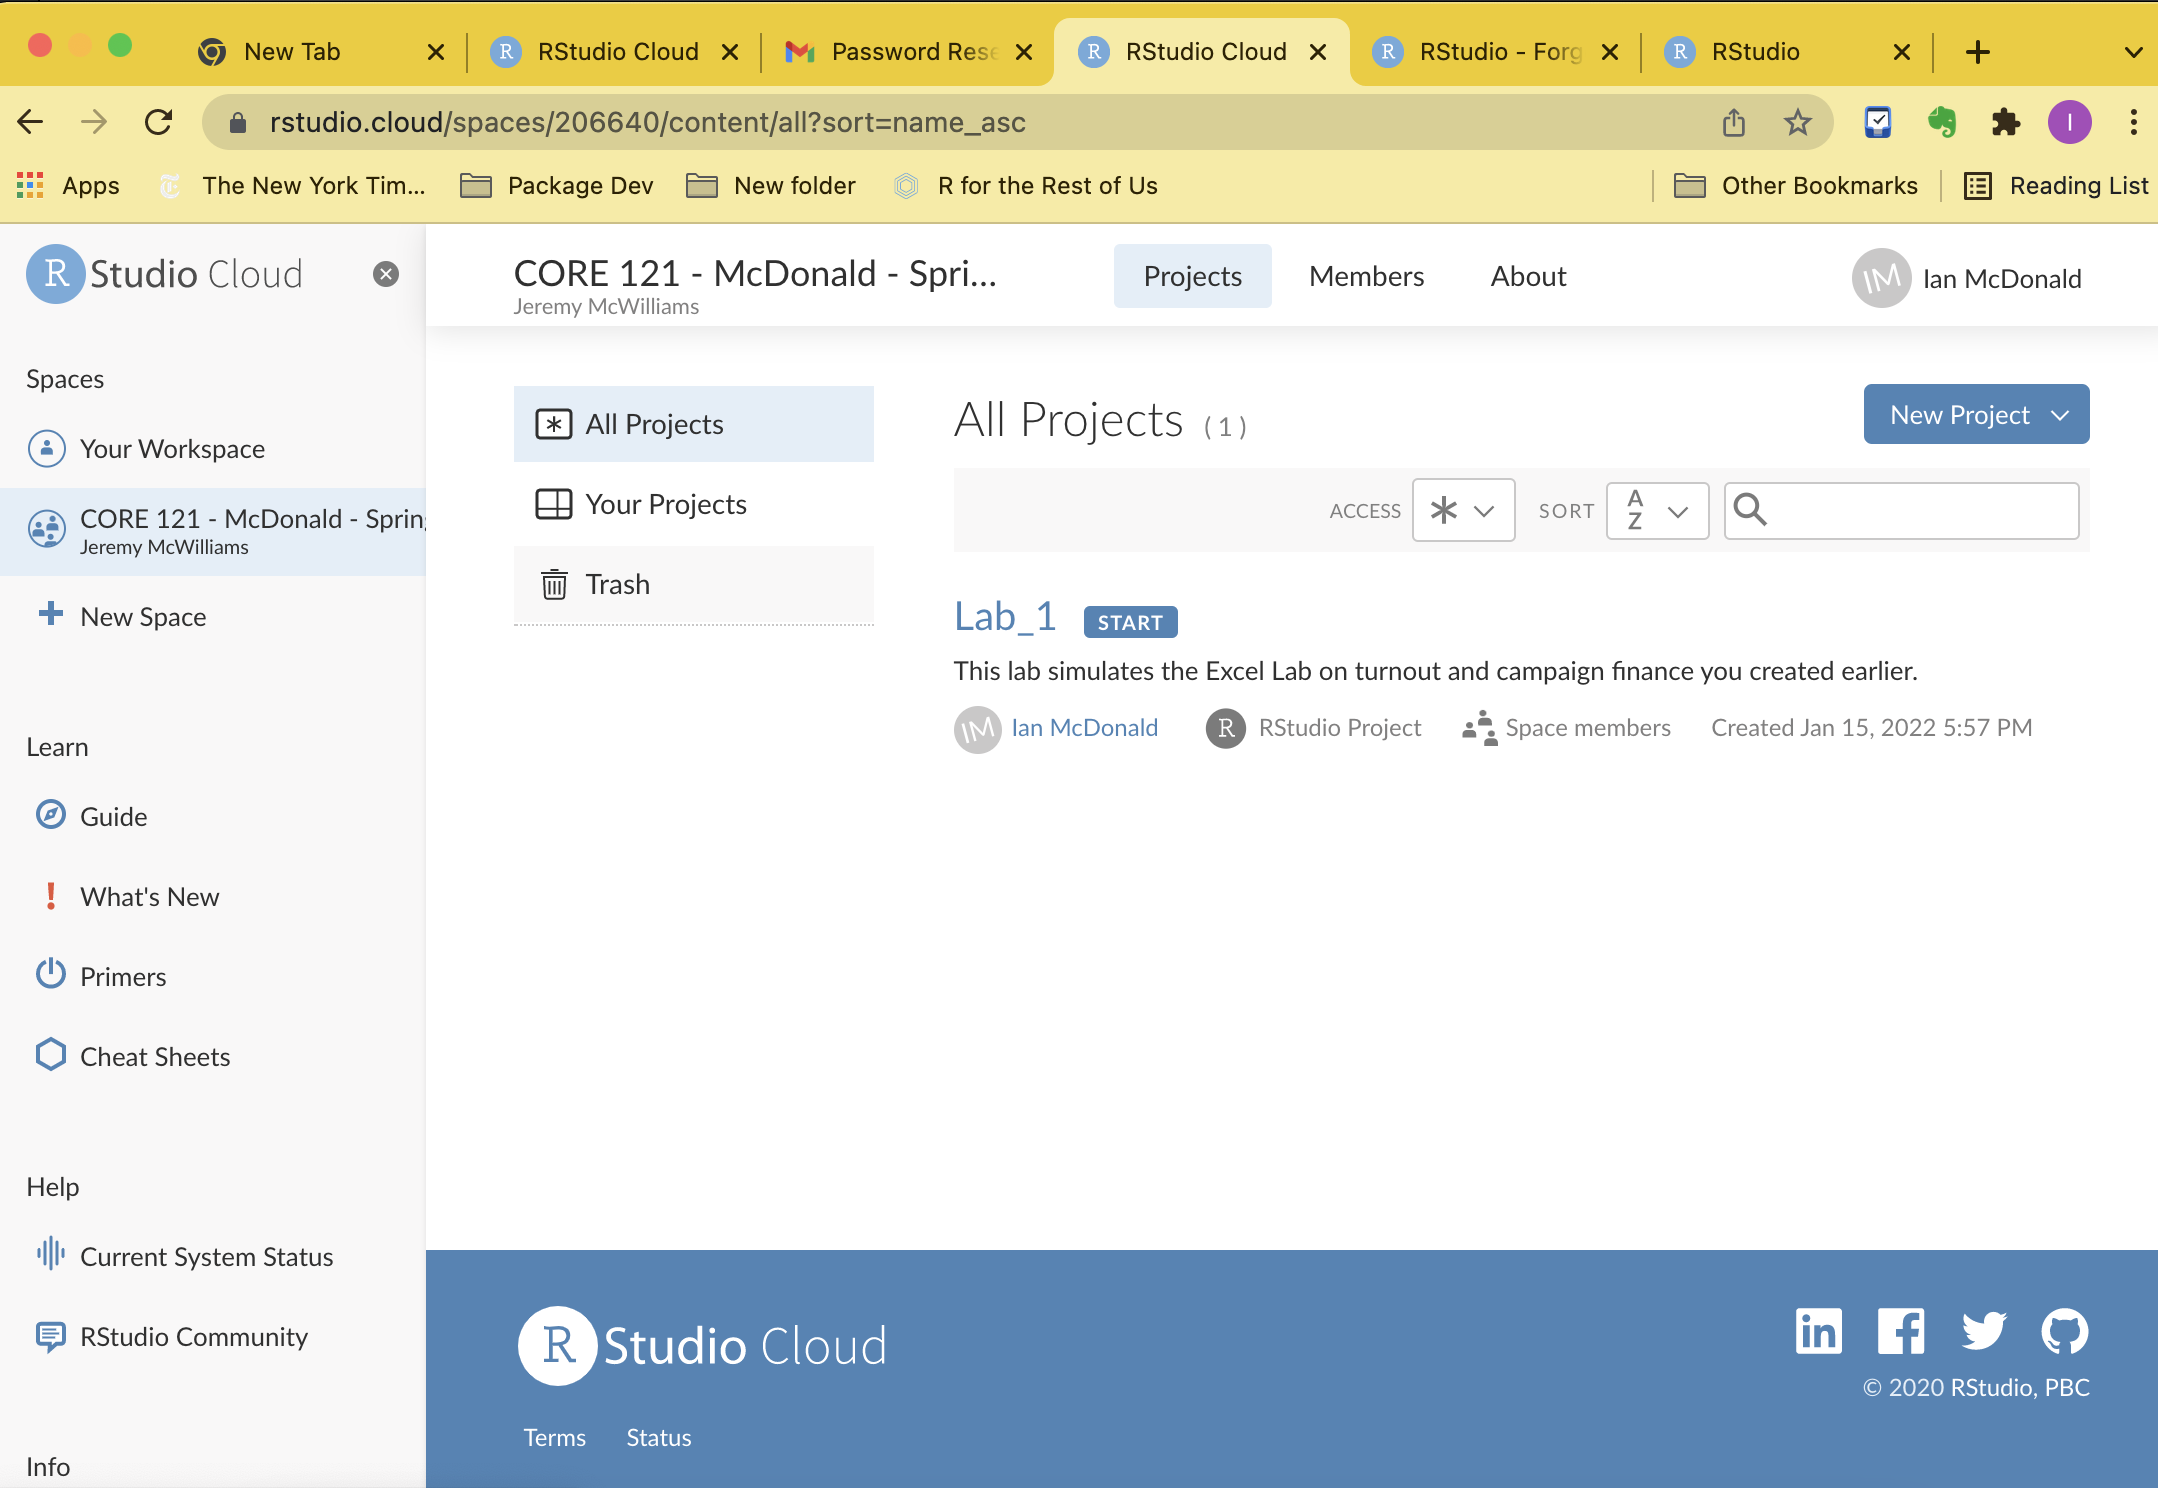 New Tab RStudio Cloud Password Rese RStudio Cloud RStudio - Forg RStudio
rstudio.cloud/spaces/206640/content/all?sort=name_asc I
Apps The New York Tim... Package Dev New folder R for the Rest of Us Other Bookmarks Reading List
R Studio Cloud
CORE 121 - McDonald - Spri...
Jeremy McWilliams
Projects Members About
IM Ian McDonald
Spaces
Your Workspace
CORE 121 - McDonald - Spring
Jeremy McWilliams
New Space
Learn
Guide
What's New
Primers
Cheat Sheets
Help
Current System Status
RStudio Community
Info
All Projects
Your Projects
Trash
All Projects (1)
New Project
ACCESS SORT A Z
Lab_1 START
This lab simulates the Excel Lab on turnout and campaign finance you created earlier.
IM Ian McDonald R RStudio Project Space members Created Jan 15, 2022 5:57 PM
R Studio Cloud
Terms Status
© 2020 RStudio, PBC